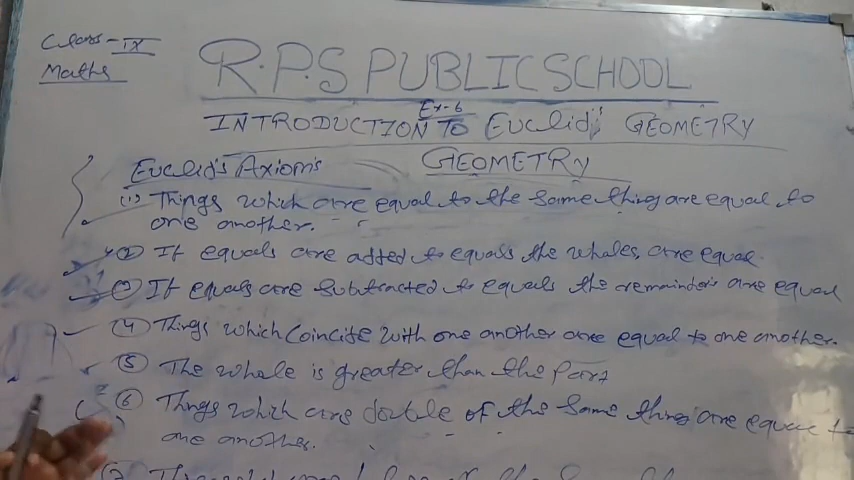 Class - IX
Maths
R.P.S PUBLIC SCHOOL
Ex-6
INTRODUCTION TO Euclid's GEOMETRY
GEOMETRY
Euclid's Axiom's
(1) Things which are equal to the same thing are equal to
one another.
② If equals are added to equals the wholes, are equal.
If equals are subtracted to equals the remainder's are equal
④ Things which Coincite with one another are equal to one another.
⑤ The whole is greater than the Part
⑥ Things which are double of the same things are equal to
one another.